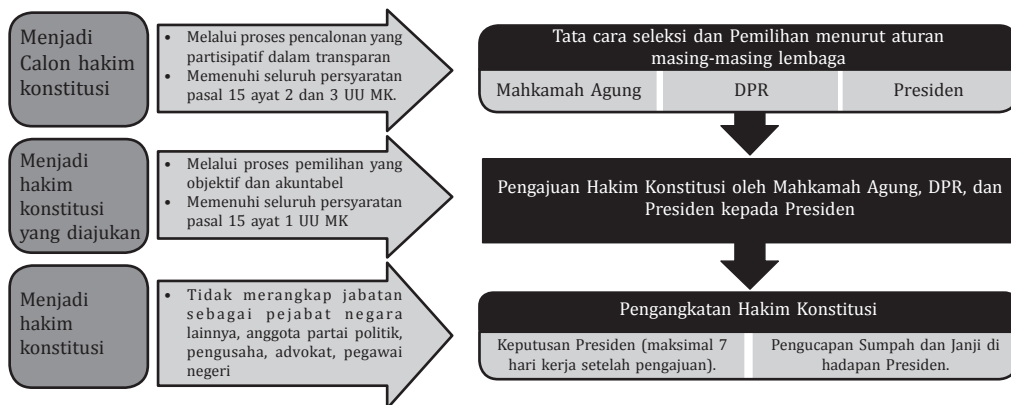 Menjadi
Calon hakim
konstitusi
• Melalui proses pencalonan yang
partisipatif dalam transparan
• Memenuhi seluruh persyaratan
pasal 15 ayat 2 dan 3 UU MK.
Tata cara seleksi dan Pemilihan menurut aturan
masing-masing lembaga
Mahkamah Agung
DPR
Presiden
Menjadi
hakim
konstitusi
yang diajukan
• Melalui proses pemilihan yang
objektif dan akuntabel
• Memenuhi seluruh persyaratan
pasal 15 ayat 1 UU MK
Pengajuan Hakim Konstitusi oleh Mahkamah Agung, DPR, dan
Presiden kepada Presiden
Menjadi
hakim
konstitusi
• Tidak merangkap jabatan
sebagai pejabat negara
lainnya, anggota partai politik,
pengusaha, advokat, pegawai
negeri
Pengangkatan Hakim Konstitusi
Keputusan Presiden (maksimal 7
hari kerja setelah pengajuan).
Pengucapan Sumpah dan Janji di
hadapan Presiden.